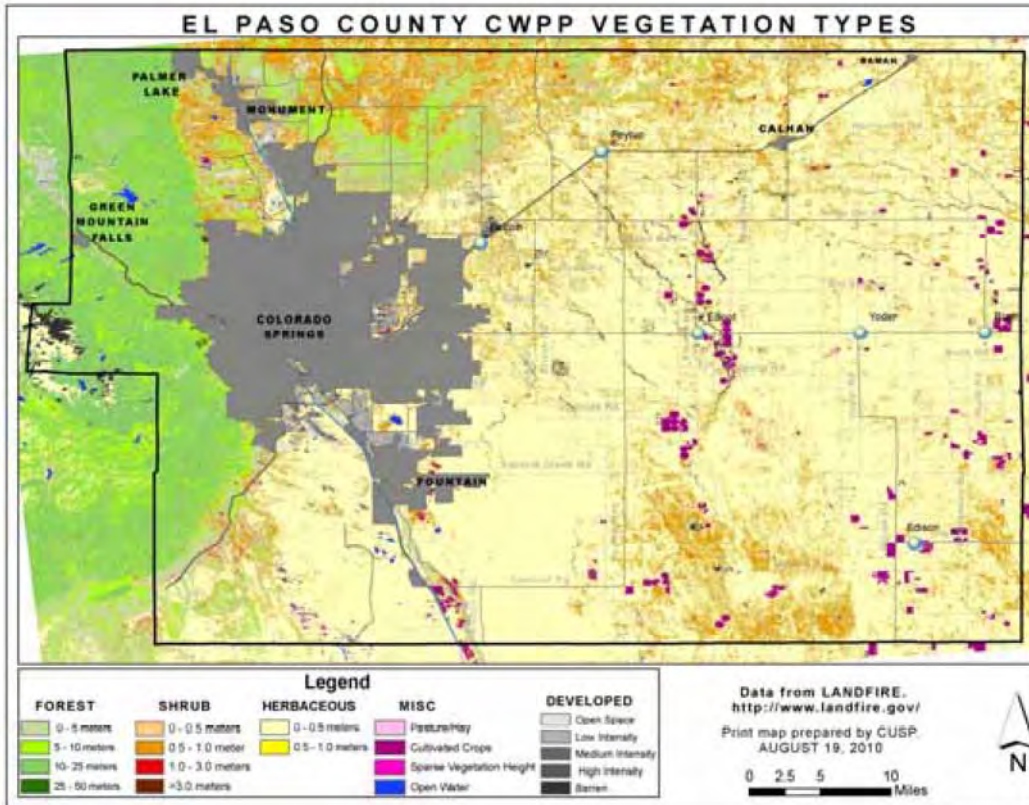 EL PASO COUNTY CWPP VEGETATION TYPES
PALMER
LAKE
MONUMENT
RAMAH
CALHAN
Peyton
GREEN
MOUNTAIN
FALLS
COLORADO
SPRINGS
Ellicot
Yoder
FOUNTAIN
Edison
Legend
FOREST
0 - 5 meters
5 - 10 meters
10- 25 meters
25 - 50 meters
SHRUB
0 - 0.5 meters
0.5 - 1.0 meter
1.0 - 3.0 meters
>3.0 meters
HERBACEOUS
0 - 0.5 meters
0.5 - 1.0 meters
MISC
Pasture/Hay
Cultivated Crops
Sparse Vegetation Height
Open Water
DEVELOPED
Open Space
Low Intensity
Medium Intensity
High Intensity
Barren
Data from LANDFIRE.
http://www.landfire.gov/
Print map prepared by CUSP.
AUGUST 19, 2010
0 2.5 5 10
Miles
N